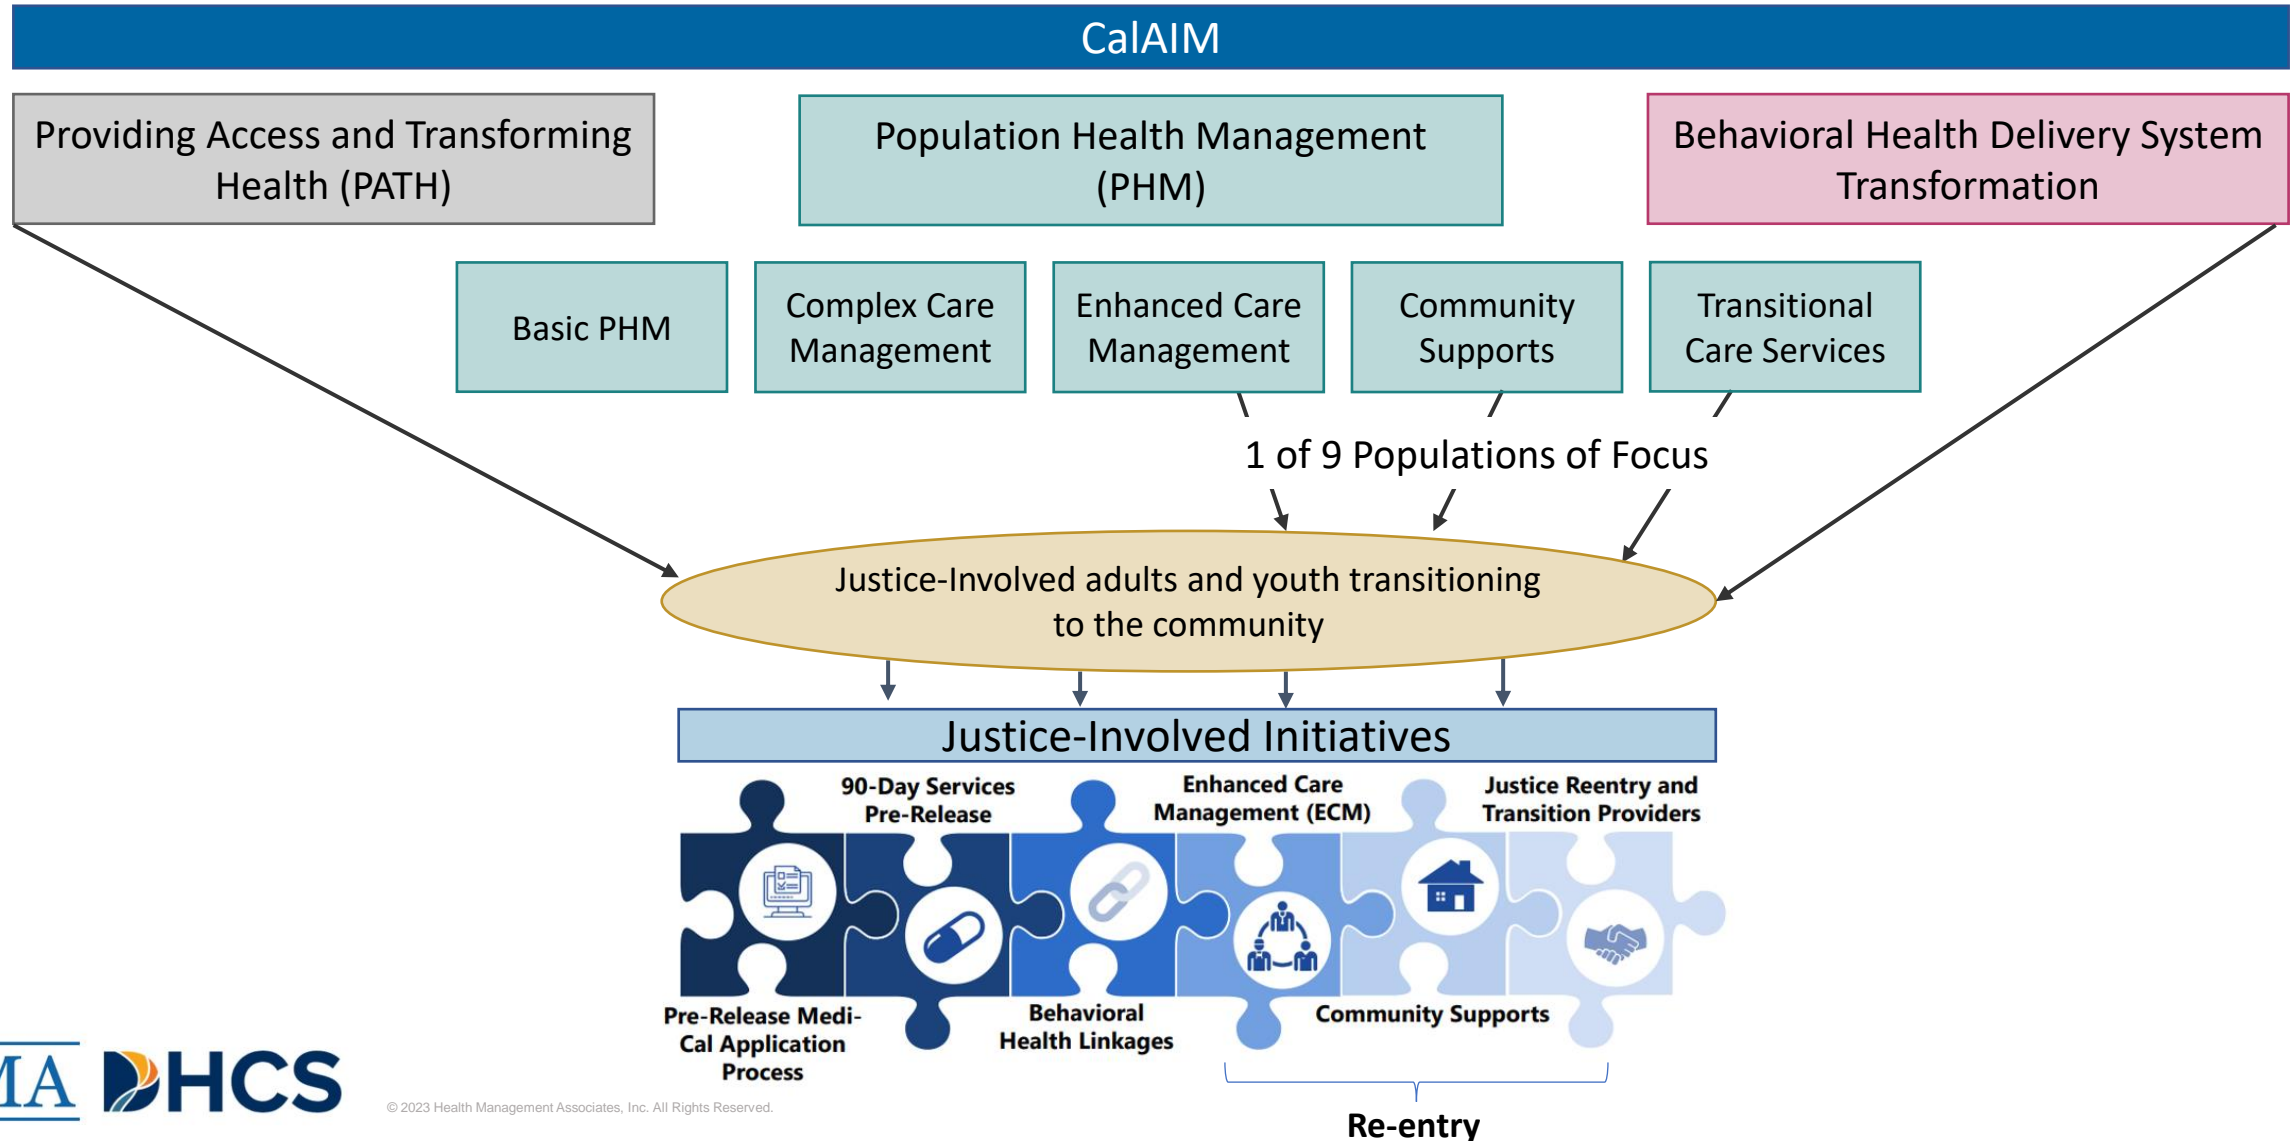 CalAIM
Providing Access and Transforming
Health (PATH)
Population Health Management
(PHM)
Behavioral Health Delivery System
Transformation
Basic PHM
Complex Care
Management
Enhanced Care
Management
Community
Supports
Transitional
Care Services
1 of 9 Populations of Focus
Justice-Involved adults and youth transitioning
to the community
Justice-Involved Initiatives
90-Day Services
Pre-Release
Enhanced Care
Management (ECM)
Justice Reentry and
Transition Providers
Pre-Release Medi-
Cal Application
Process
Behavioral
Health Linkages
Community Supports
Re-entry
MA
DHCS
© 2023 Health Management Associates, Inc. All Rights Reserved.